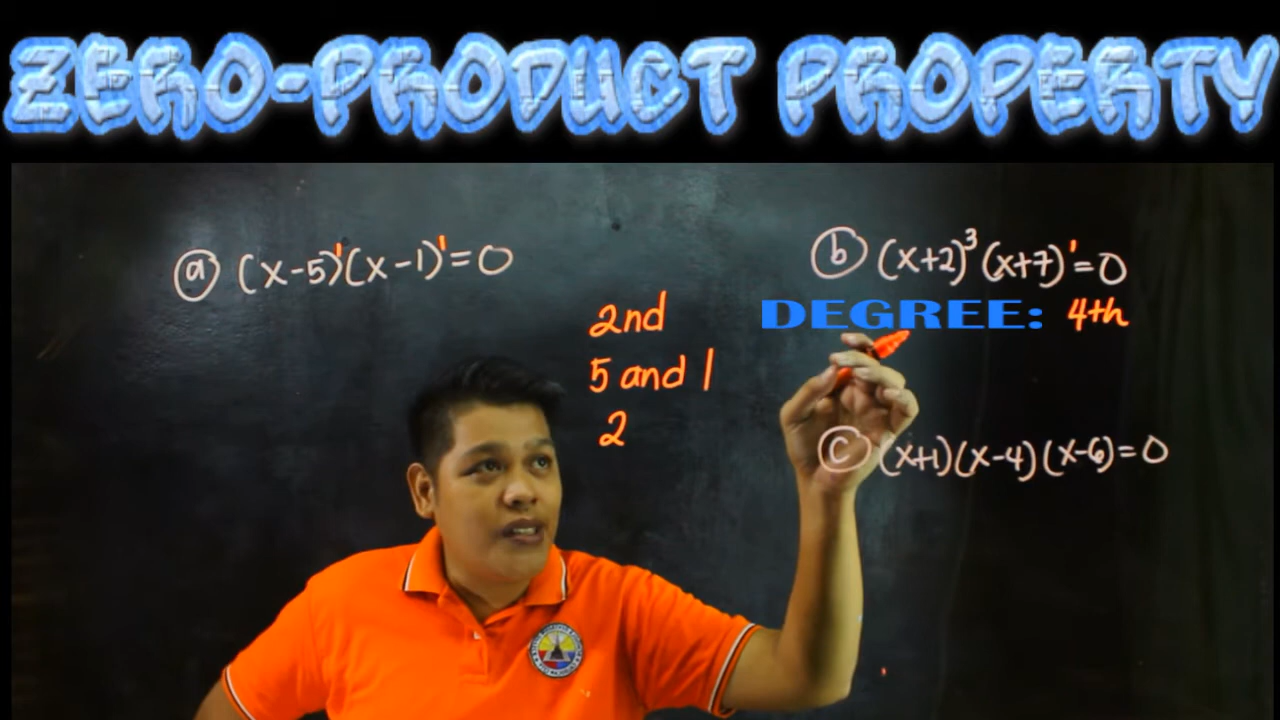 ZERO-PRODUCT PROPERTY
ⓐ (x-5)¹(x-1)¹=0
2nd
5 and 1
2
ⓑ (x+2)³(x+7)¹=0
DEGREE: 4th
ⓒ (x+1)(x-4)(x-6)=0